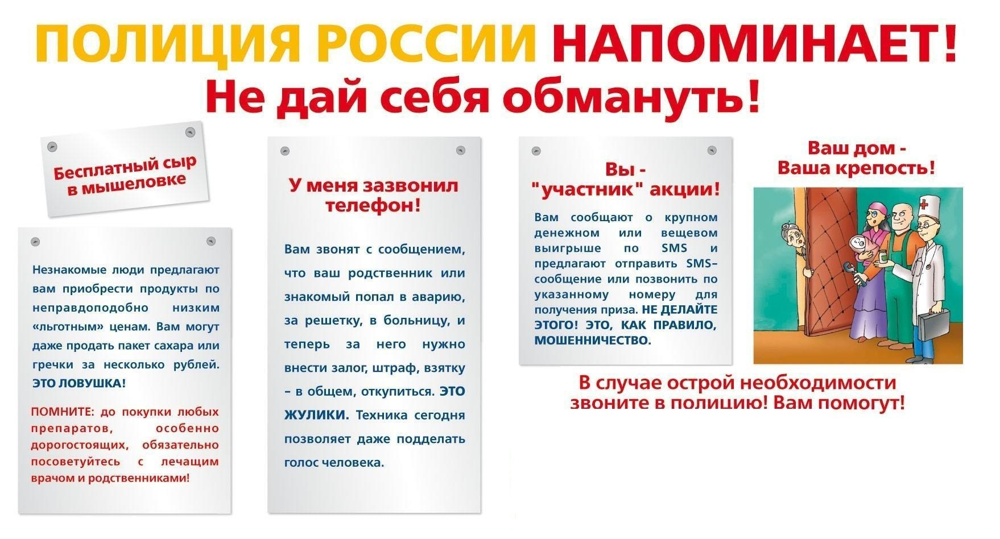 ПОЛИЦИЯ РОССИИ НАПОМИНАЕТ!
Не дай себя обмануть!
Бесплатный сыр
в мышеловке
Незнакомые люди предлагают
вам приобрести продукты по
неправдоподобно низким
«льготным» ценам. Вам могут
даже продать пакет сахара или
гречки за несколько рублей.
ЭТО ЛОВУШКА!
ПОМНИТЕ: до покупки любых
препаратов, особенно
дорогостоящих, обязательно
посоветуйтесь с лечащим
врачом и родственниками!
У меня зазвонил
телефон!
Вам звонят с сообщением,
что ваш родственник или
знакомый попал в аварию,
за решетку, в больницу, и
теперь за него нужно
внести залог, штраф, взятку
– в общем, откупиться. ЭТО
ЖУЛИКИ. Техника сегодня
позволяет даже подделать
голос человека.
Вы -
"участник" акции!
Вам сообщают о крупном
денежном или вещевом
выигрыше по SMS и
предлагают отправить SMS–
сообщение или позвонить по
указанному номеру для
получения приза. НЕ ДЕЛАЙТЕ
ЭТОГО! ЭТО, КАК ПРАВИЛО,
МОШЕННИЧЕСТВО.
Ваш дом -
Ваша крепость!
В случае острой необходимости
звоните в полицию! Вам помогут!